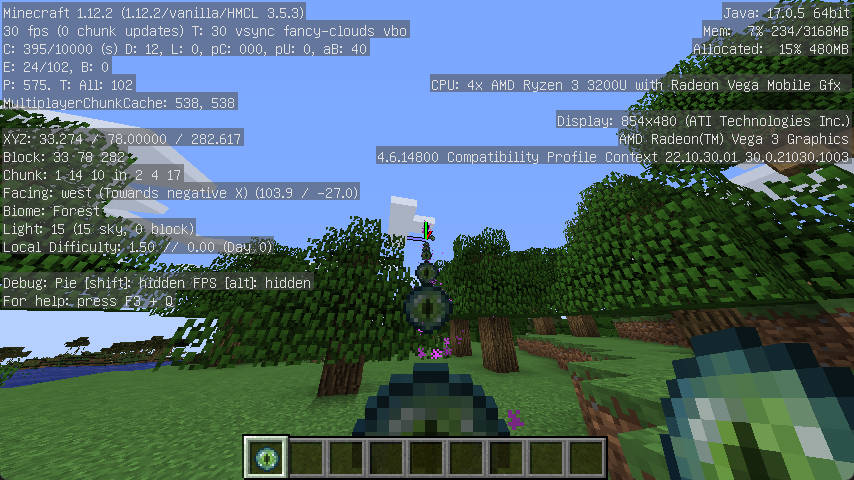 Minecraft 1.12.2 (1.12.2/vanilla/HMCL 3.5.3)
30 fps (0 chunk updates) T: 30 vsync fancy-clouds vbo
C: 395/10000 (s) D: 12, L: 0, pC: 000, pU: 0, aB: 40
E: 24/102, B: 0
P: 575. T: All: 102
MultiplayerChunkCache: 538, 538
XYZ: 33.274 / 78.00000 / 282.617
Block: 33 78 282
Chunk: 1 14 10 in 2 4 17
Facing: west (Towards negative X) (103.9 / -27.0)
Biome: Forest
Light: 15 (15 sky, 0 block)
Local Difficulty: 1.50 // 0.00 (Day 0)
Debug: Pie [shift]: hidden FPS [alt]: hidden
For help: press F3 + Q
Java: 17.0.5 64bit
Mem: 7% 234/3168MB
Allocated: 15% 480MB
CPU: 4x AMD Ryzen 3 3200U with Radeon Vega Mobile Gfx
Display: 854x480 (ATI Technologies Inc.)
AMD Radeon(TM) Vega 3 Graphics
4.6.14800 Compatibility Profile Context 22.10.30.01 30.0.21030.1003